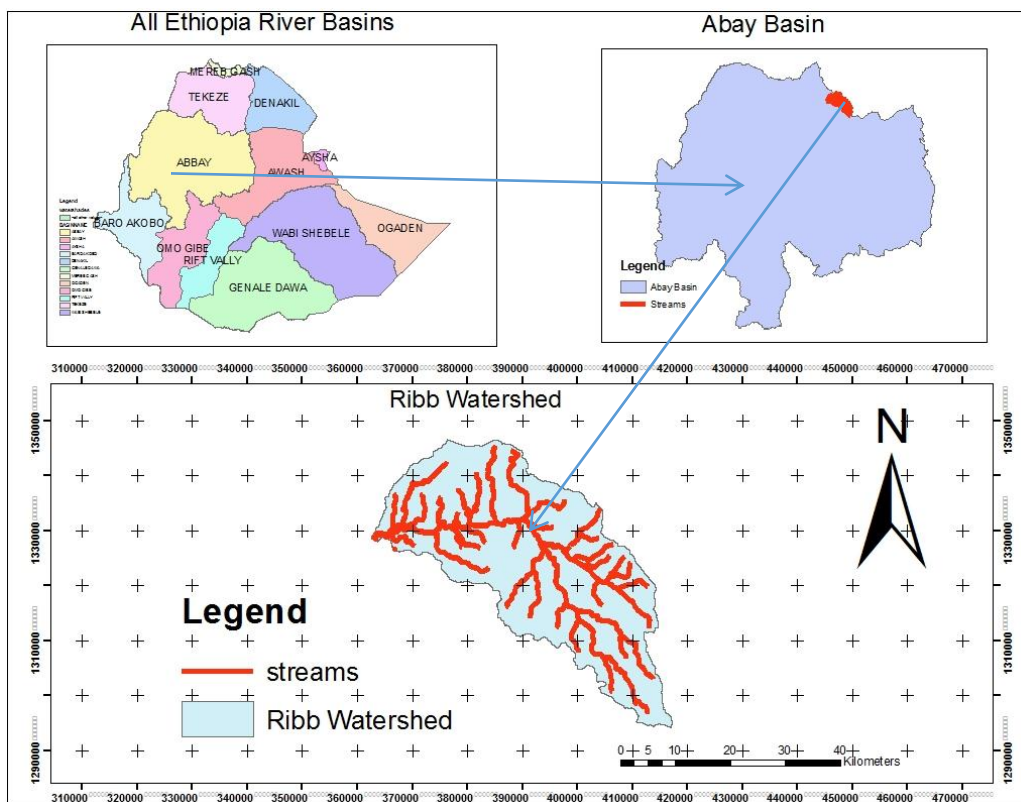 All Ethiopia River Basins
MEREB GASH
TEKEZE
DENAKIL
ABBAY
AYSHA
AWASH
BARO AKOBO
OMO GIBE
WABI SHEBELE
OGADEN
RIFT VALLY
GENALE DAWA
Legend
Abay Basin
Legend
Abay Basin
Streams
310000 320000 330000 340000 350000 360000 370000 380000 390000 400000 410000 420000 430000 440000 450000 460000 470000
Ribb Watershed
N
1350000 1350000
1330000 1330000
1310000 1310000
1290000 1290000
Legend
streams
Ribb Watershed
0 5 10 20 30 40
Kilometers
310000 320000 330000 340000 350000 360000 370000 380000 390000 400000 410000 420000 430000 440000 450000 460000 470000